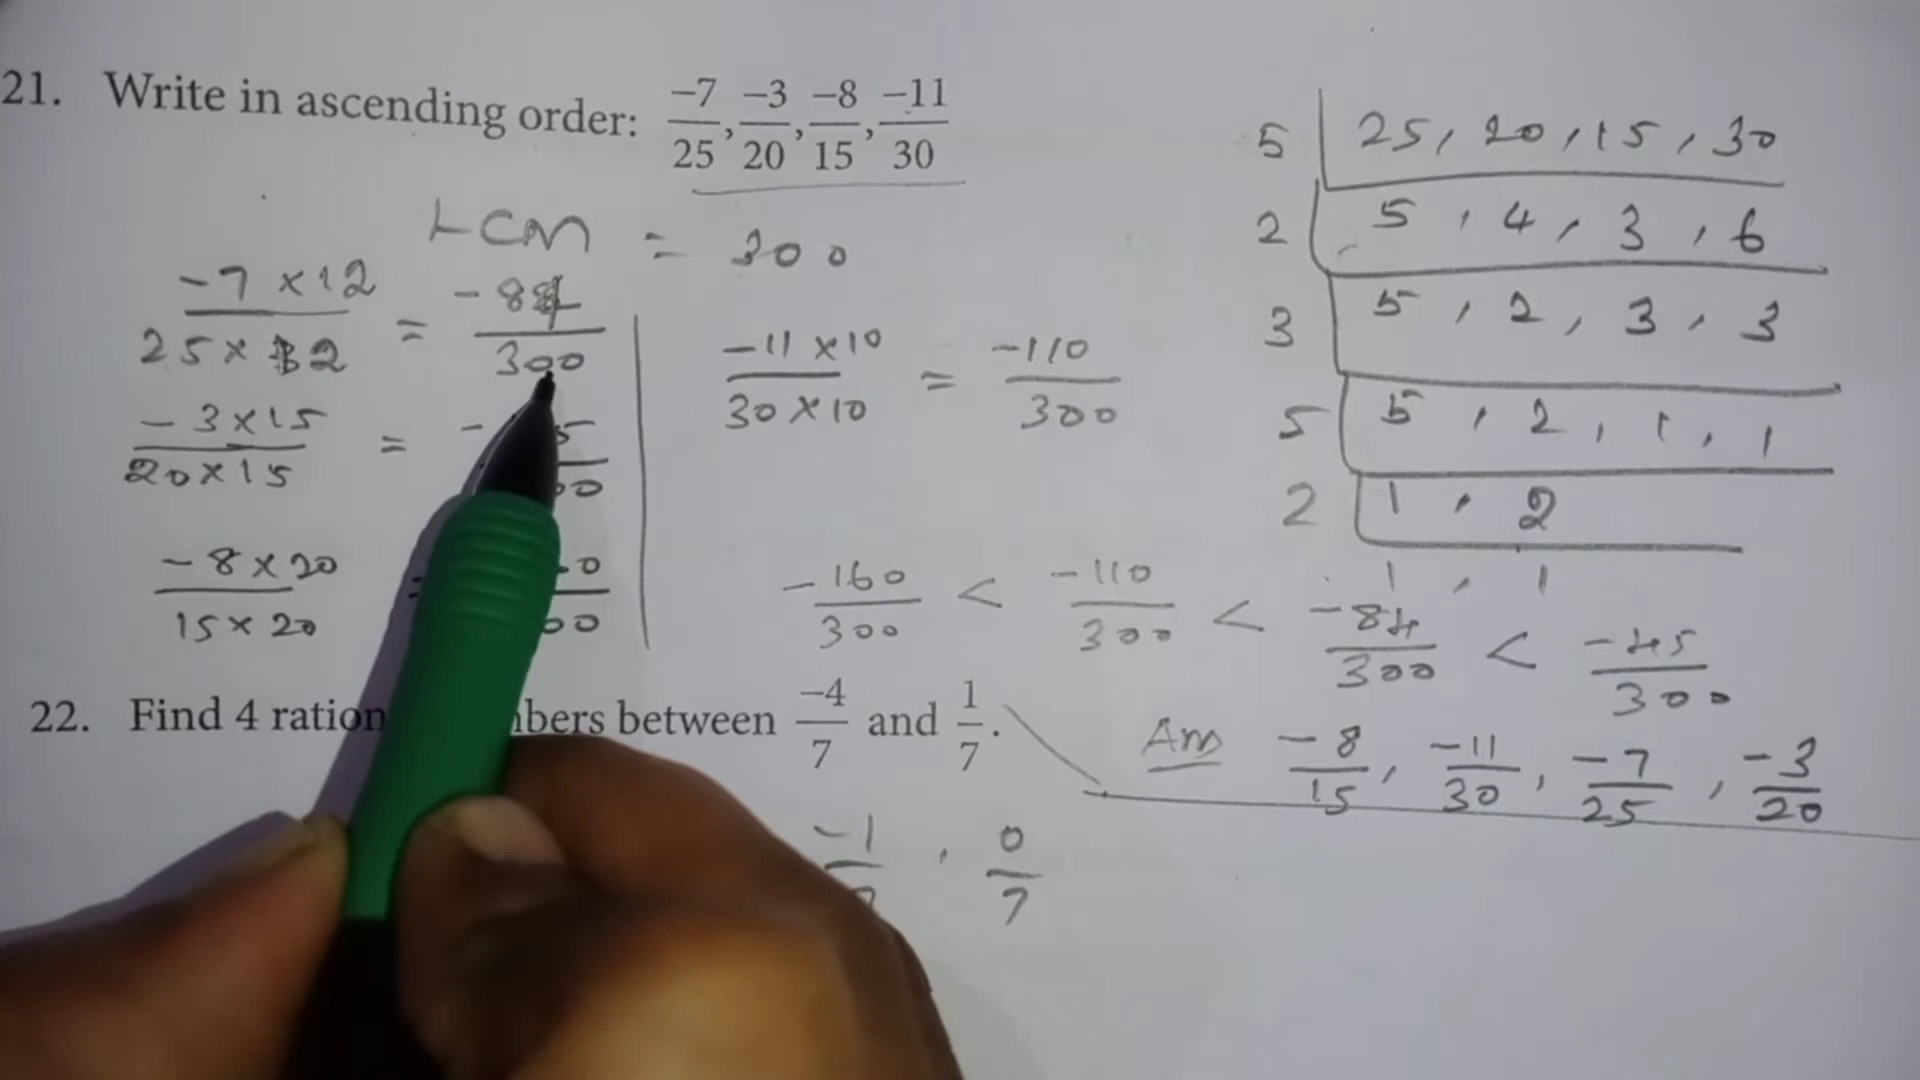 21. Write in ascending order: -7/25, -3/20, -8/15, -11/30
LCM = 300
-7 × 12 / 25 × 12 = -84/300
-3 × 15 / 20 × 15 =
-8 × 20 / 15 × 20
-11 × 10 / 30 × 10 = -110/300
-160/300 < -110/300 < -84/300 < -45/300
Ans -8/15, -11/30, -7/25, -3/20
5 | 25, 20, 15, 30
2 | 5, 4, 3, 6
3 | 5, 2, 3, 3
5 | 5, 2, 1, 1
2 | 1, 2
1, 1
22. Find 4 between -4/7 and 1/7.
-1 , 0/7